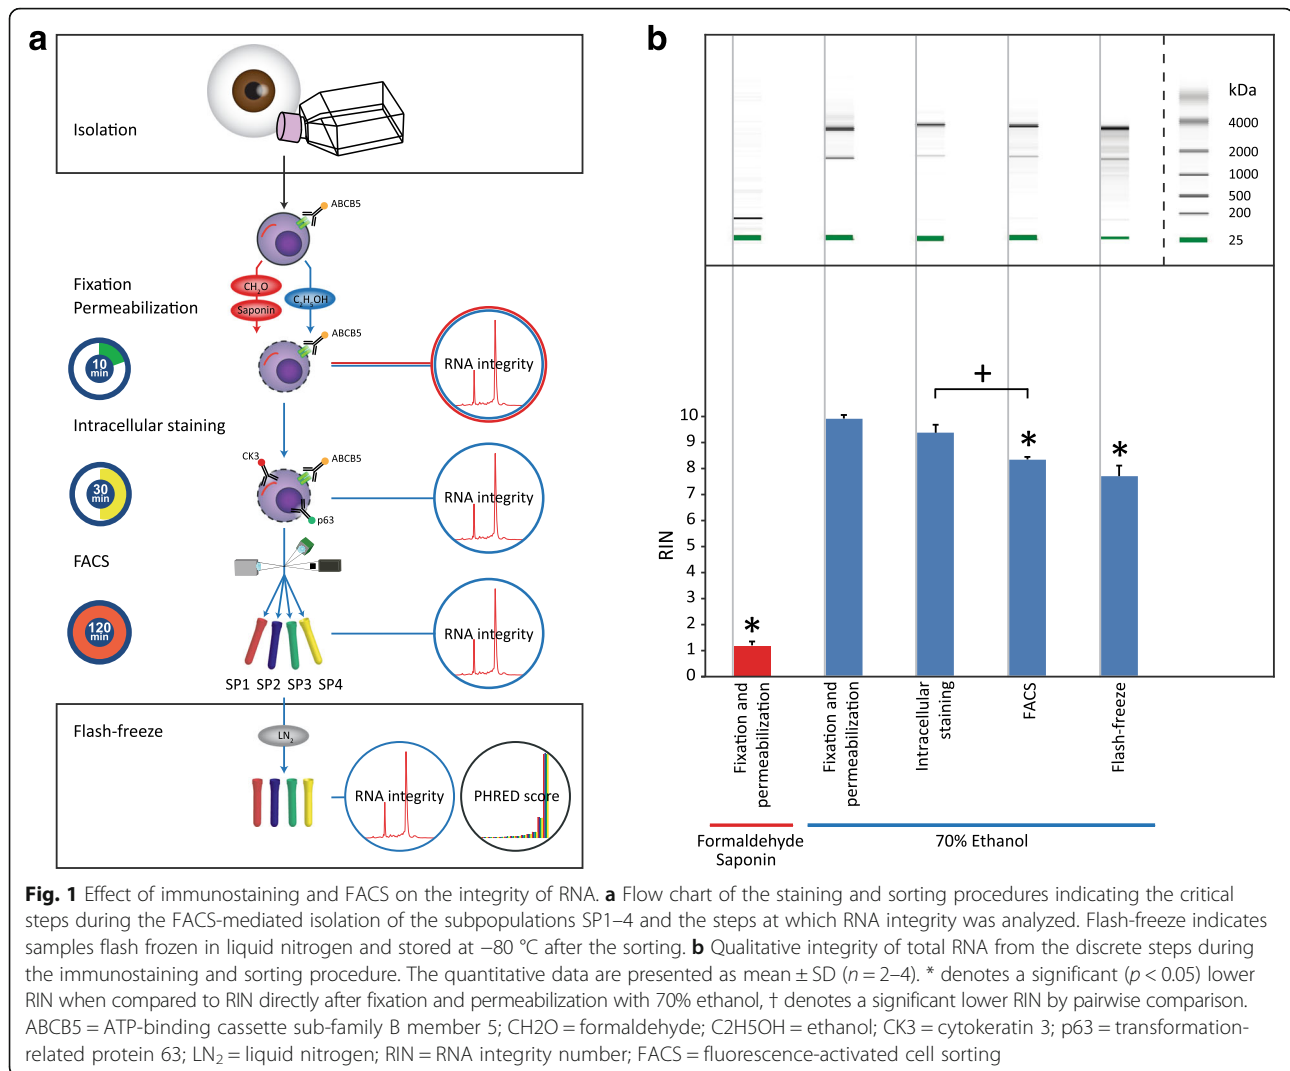 a
Isolation
ABCB5
Fixation
Permeabilization
CH2O
Saponin
C2H5OH
10
min
ABCB5
RNA integrity
Intracellular staining
30
min
CK3
ABCB5
p63
RNA integrity
FACS
120
min
RNA integrity
SP1 SP2 SP3 SP4
Flash-freeze
LN2
RNA integrity
PHRED score
b
kDa
4000
2000
1000
500
200
25
RIN
10
9
8
7
6
5
4
3
2
1
0
*
+
*
*
Fixation and
permeabilization
Fixation and
permeabilization
Intracellular
staining
FACS
Flash-freeze
Formaldehyde
Saponin
70% Ethanol
Fig. 1 Effect of immunostaining and FACS on the integrity of RNA. a Flow chart of the staining and sorting procedures indicating the critical
steps during the FACS-mediated isolation of the subpopulations SP1–4 and the steps at which RNA integrity was analyzed. Flash-freeze indicates
samples flash frozen in liquid nitrogen and stored at −80 °C after the sorting. b Qualitative integrity of total RNA from the discrete steps during
the immunostaining and sorting procedure. The quantitative data are presented as mean ± SD (n = 2–4). * denotes a significant (p < 0.05) lower
RIN when compared to RIN directly after fixation and permeabilization with 70% ethanol, † denotes a significant lower RIN by pairwise comparison.
ABCB5 = ATP-binding cassette sub-family B member 5; CH2O = formaldehyde; C2H5OH = ethanol; CK3 = cytokeratin 3; p63 = transformation-
related protein 63; LN2 = liquid nitrogen; RIN = RNA integrity number; FACS = fluorescence-activated cell sorting